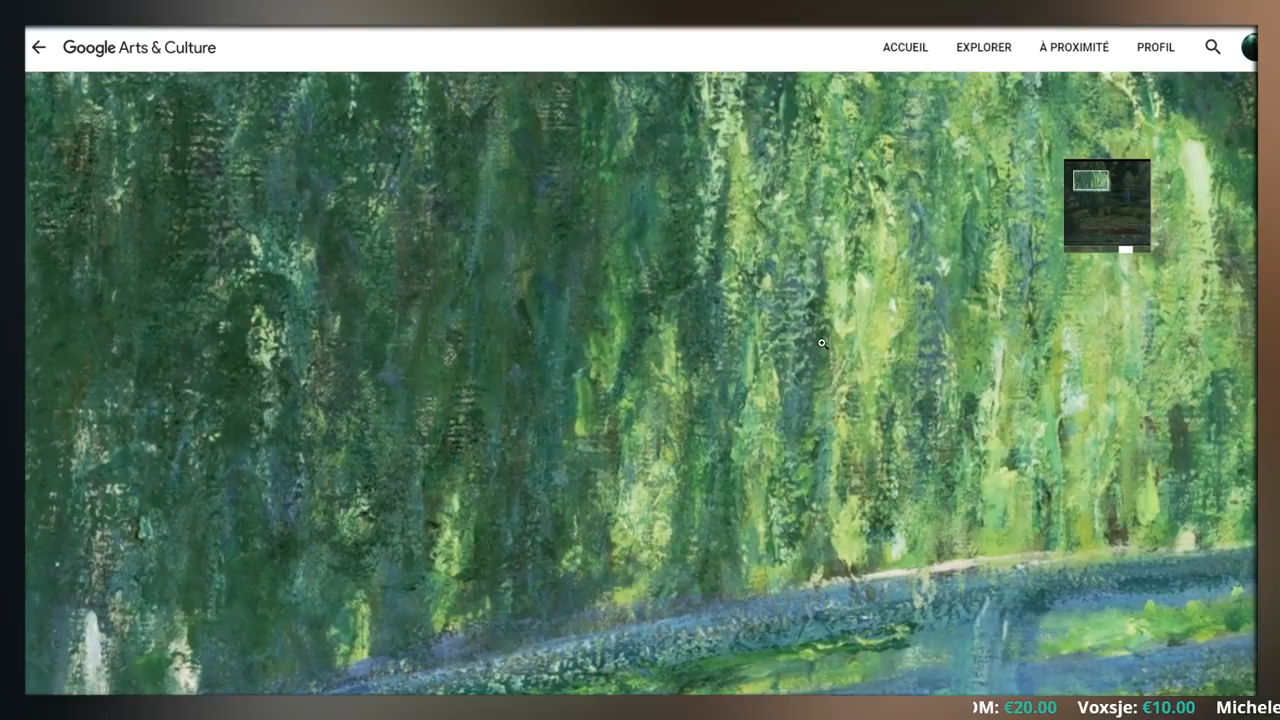 Google Arts & Culture ACCUEIL EXPLORER À PROXIMITÉ PROFIL
M: €20.00 Voxsje: €10.00 Michele